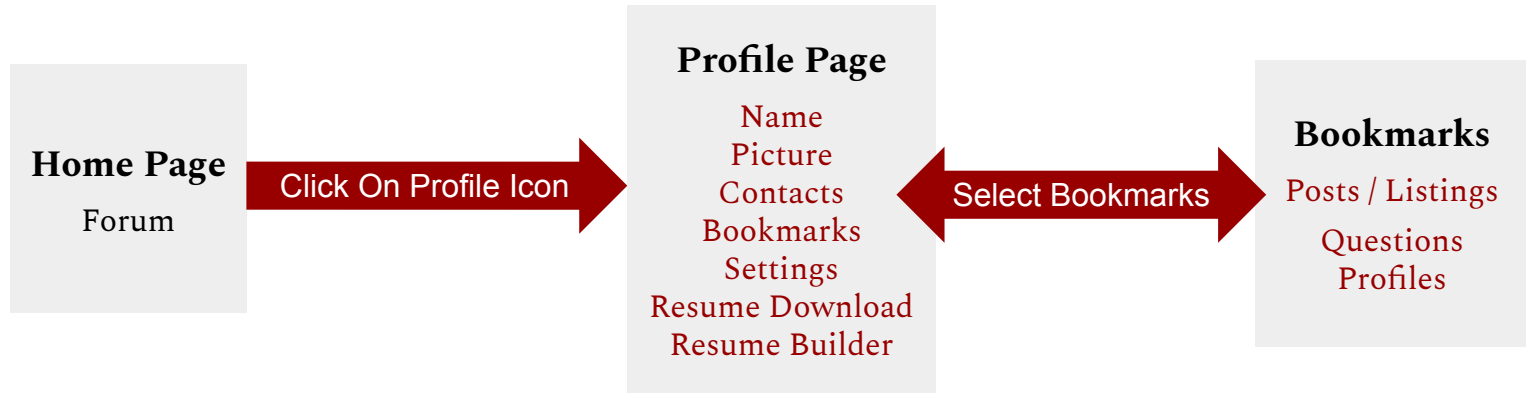 Home Page
Forum
Click On Profile Icon
Profile Page
Name
Picture
Contacts
Bookmarks
Settings
Resume Download
Resume Builder
Select Bookmarks
Bookmarks
Posts / Listings
Questions
Profiles